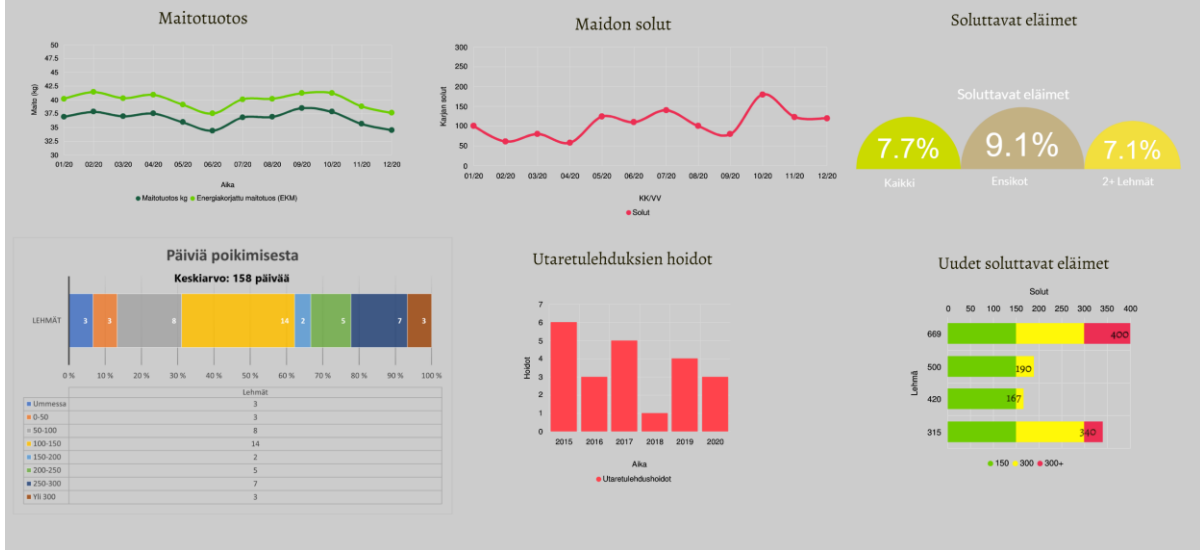 Maitotuotos
50
47.5
45
42.5
40
37.5
35
32.5
30
Maito (kg)
01/20 02/20 03/20 04/20 05/20 06/20 07/20 08/20 09/20 10/20 11/20 12/20
Aika
Maitotuotos kg Energiakorjattu maitotuos (EKM)
Maidon solut
300
250
200
150
100
50
0
Karjan solut
01/20 02/20 03/20 04/20 05/20 06/20 07/20 08/20 09/20 10/20 11/20 12/20
KK/VV
Solut
Soluttavat eläimet
Soluttavat eläimet
7.7% 9.1% 7.1%
Kaikki Ensikot 2+ Lehmät
Päiviä poikimisesta
Keskiarvo: 158 päivää
LEHMÄT 3 3 8 14 2 5 7 3
0 % 10 % 20 % 30 % 40 % 50 % 60 % 70 % 80 % 90 % 100 %
Lehmät
Ummessa 3
0-50 3
50-100 8
100-150 14
150-200 2
200-250 5
250-300 7
Yli 300 3
Utaretulehduksien hoidot
7
6
5
4
3
2
1
0
Hoidot
2015 2016 2017 2018 2019 2020
Aika
Utaretulehdushoidot
Uudet soluttavat eläimet
Solut
0 50 100 150 200 250 300 350 400
Lehmä
669 400
500 190
420 167
315 340
150 300 300+